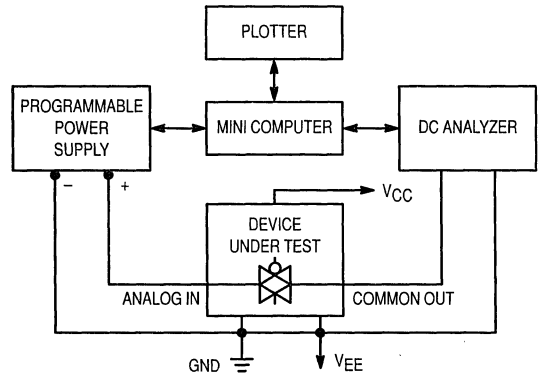 PLOTTER
PROGRAMMABLE
POWER
SUPPLY
MINI COMPUTER
DC ANALYZER
– +
VCC
DEVICE
UNDER TEST
ANALOG IN
COMMON OUT
GND
VEE